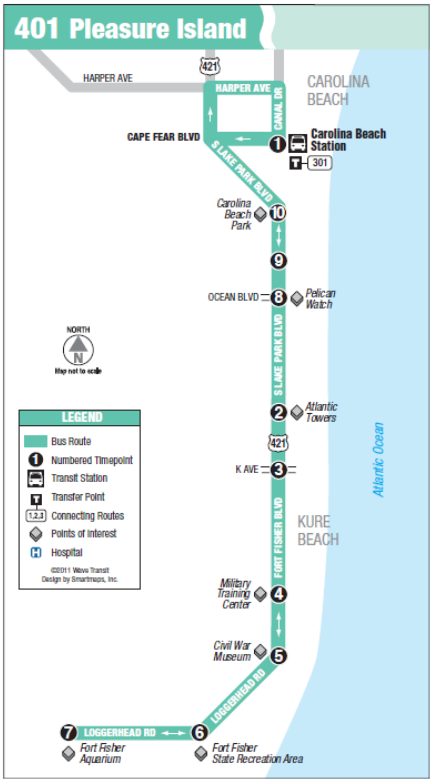 401 Pleasure Island
421
HARPER AVE
HARPER AVE
CANAL DR
CAROLINA
BEACH
CAPE FEAR BLVD
1
Carolina Beach
Station
T
301
S LAKE PARK BLVD
Carolina
Beach
Park
10
9
OCEAN BLVD
8
Pelican
Watch
NORTH
N
Map not to scale
S LAKE PARK BLVD
2
Atlantic
Towers
421
K AVE
3
Atlantic Ocean
KURE
BEACH
FORT FISHER BLVD
LEGEND
Bus Route
1 Numbered Timepoint
Transit Station
T Transfer Point
1,2,3 Connecting Routes
Points of Interest
H Hospital
©2011 Wave Transit
Design by Smartmaps, Inc.
Military
Training
Center
4
Civil War
Museum
5
LOGGERHEAD RD
7
LOGGERHEAD RD
6
Fort Fisher
Aquarium
Fort Fisher
State Recreation Area